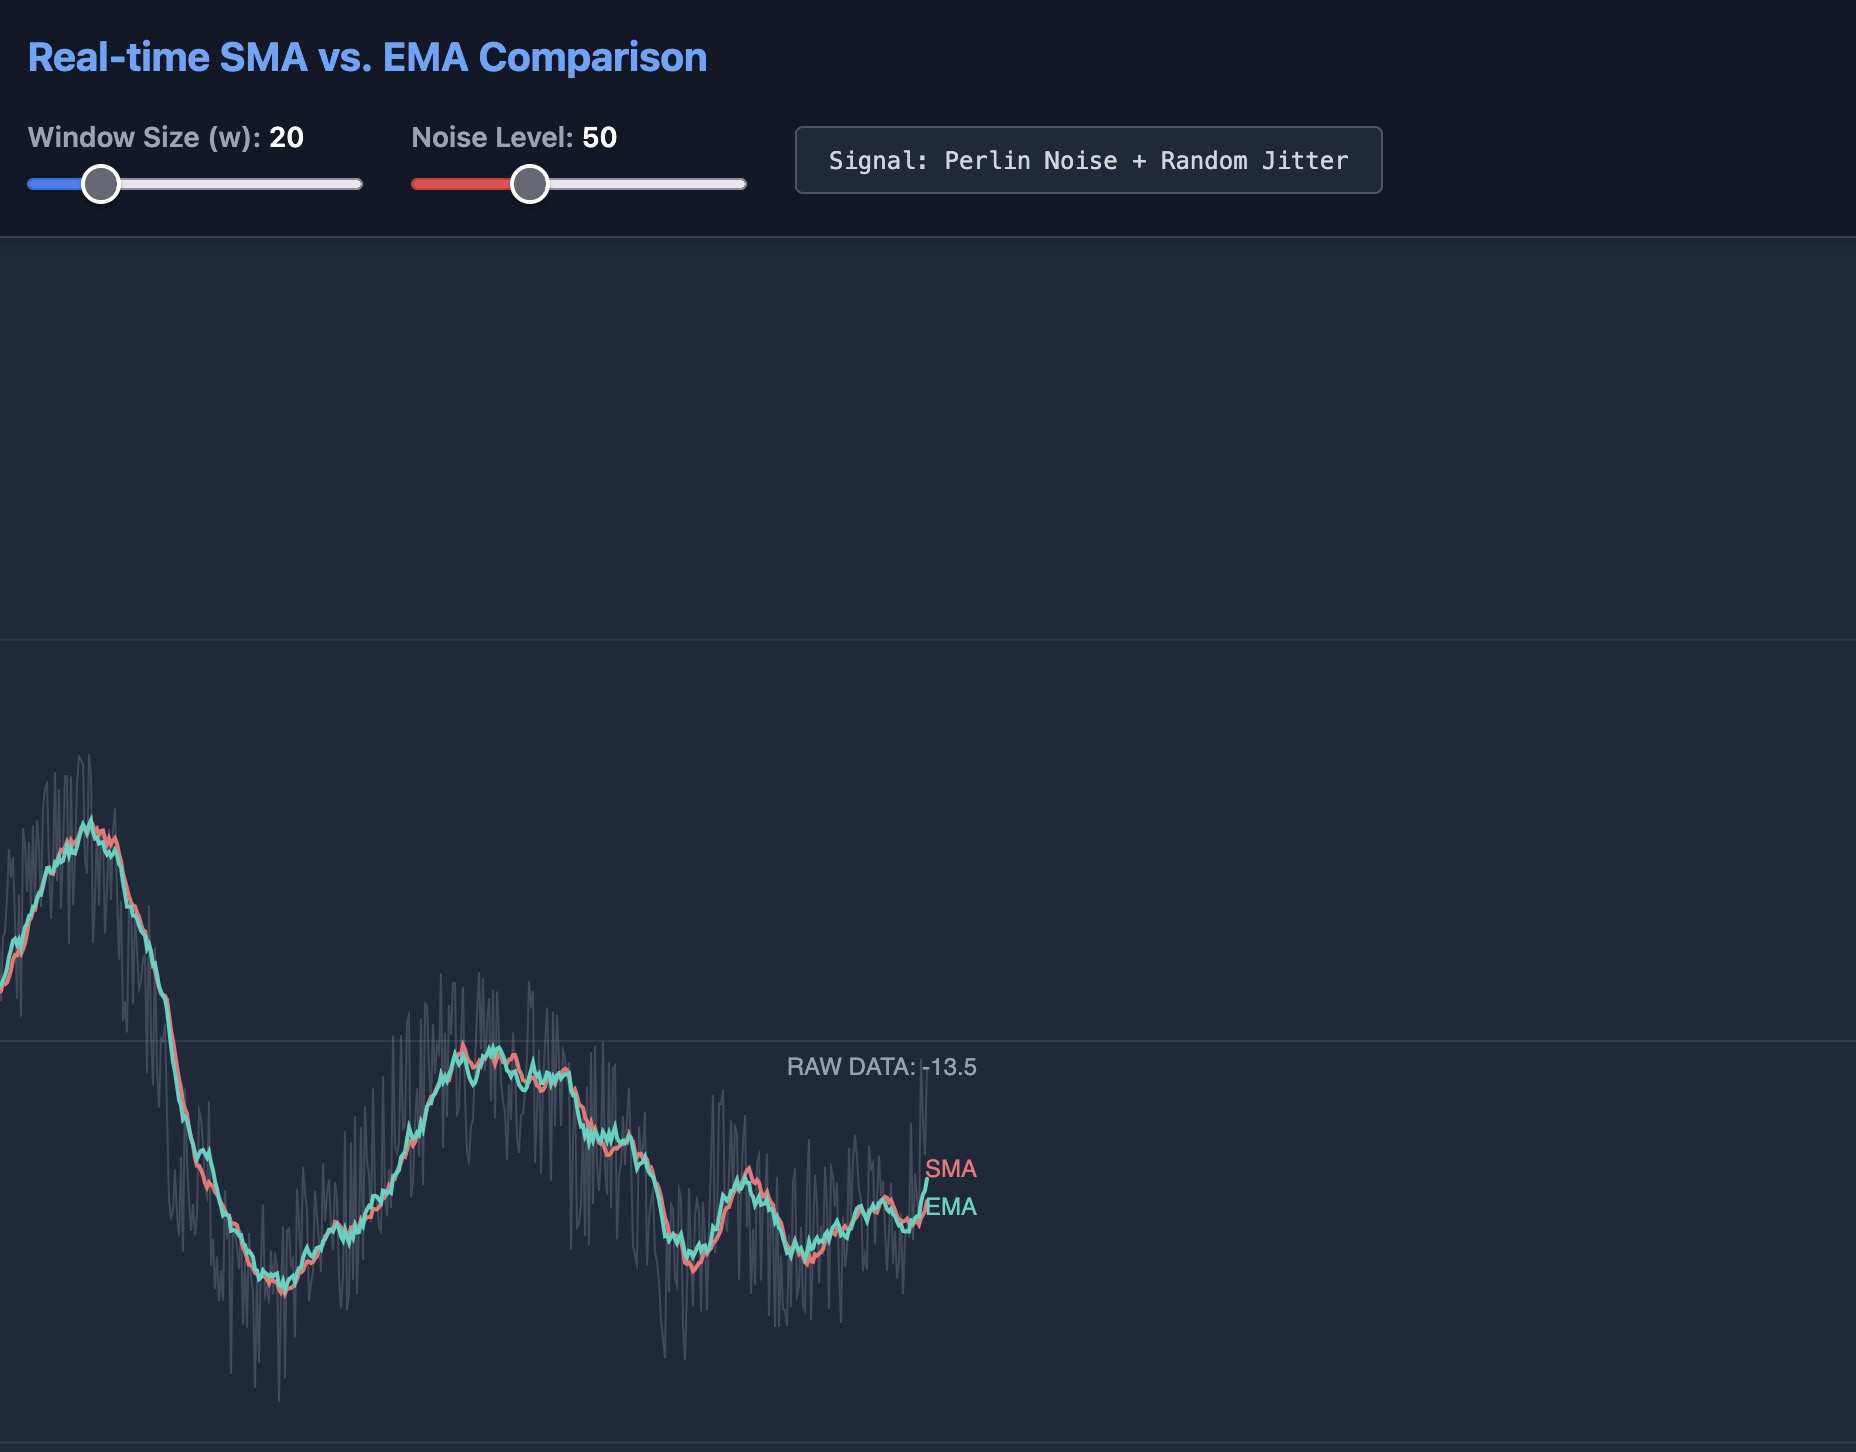 Real-time SMA vs. EMA Comparison
Window Size (w): 20
Noise Level: 50
Signal: Perlin Noise + Random Jitter
RAW DATA: -13.5
SMA
EMA